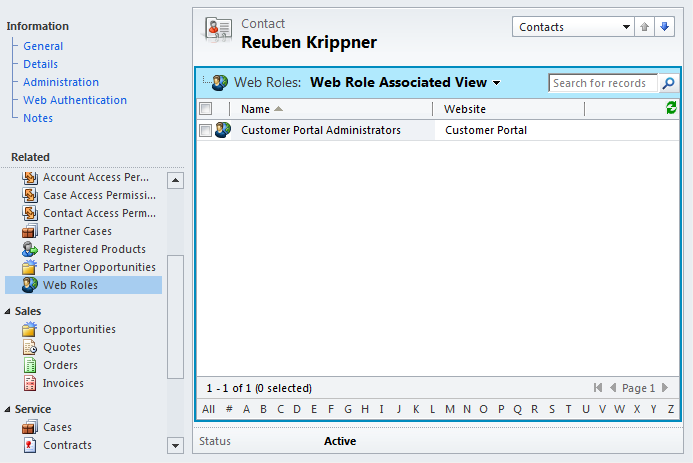 Information
General
Details
Administration
Web Authentication
Notes
Related
Account Access Per...
Case Access Permissi...
Contact Access Perm...
Partner Cases
Registered Products
Partner Opportunities
Web Roles
Sales
Opportunities
Quotes
Orders
Invoices
Service
Cases
Contracts
Contact
Reuben Krippner
Contacts
Web Roles: Web Role Associated View
Search for records
Name Website
Customer Portal Administrators Customer Portal
1 - 1 of 1 (0 selected) Page 1
All # A B C D E F G H I J K L M N O P Q R S T U V W X Y Z
Status Active